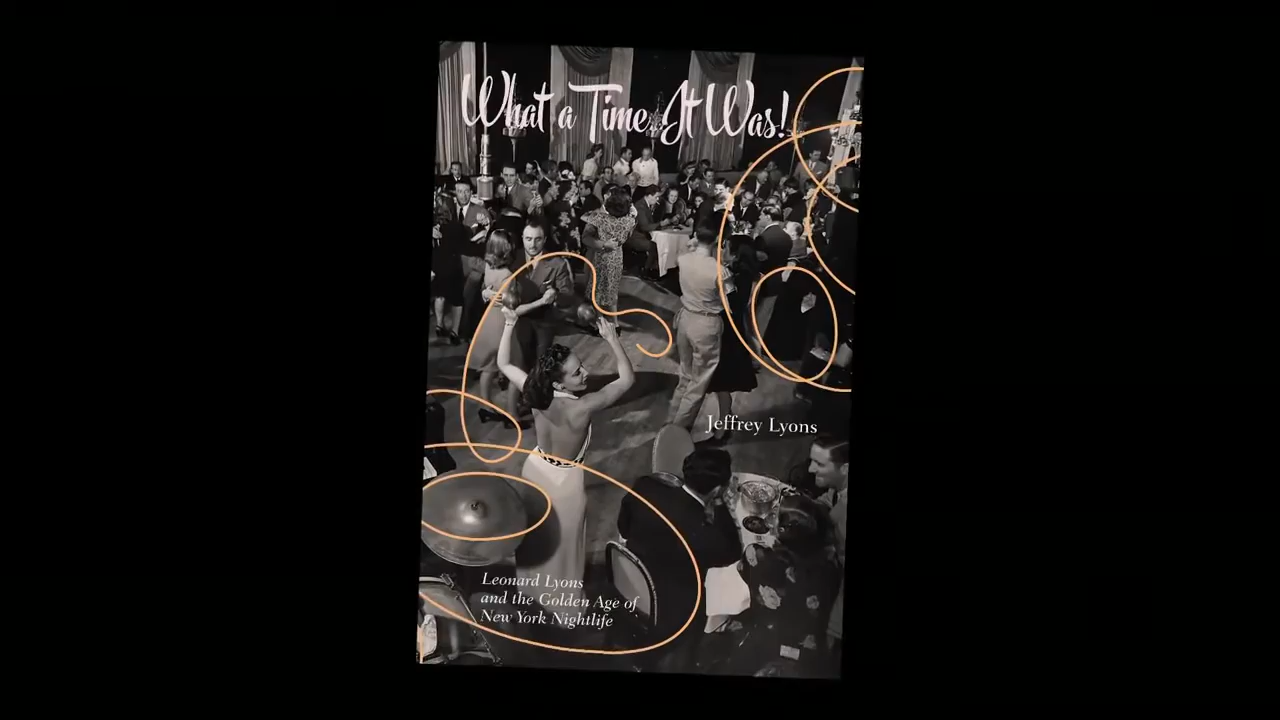 What a Time It Was!
Jeffrey Lyons
Leonard Lyons
and the Golden Age of
New York Nightlife